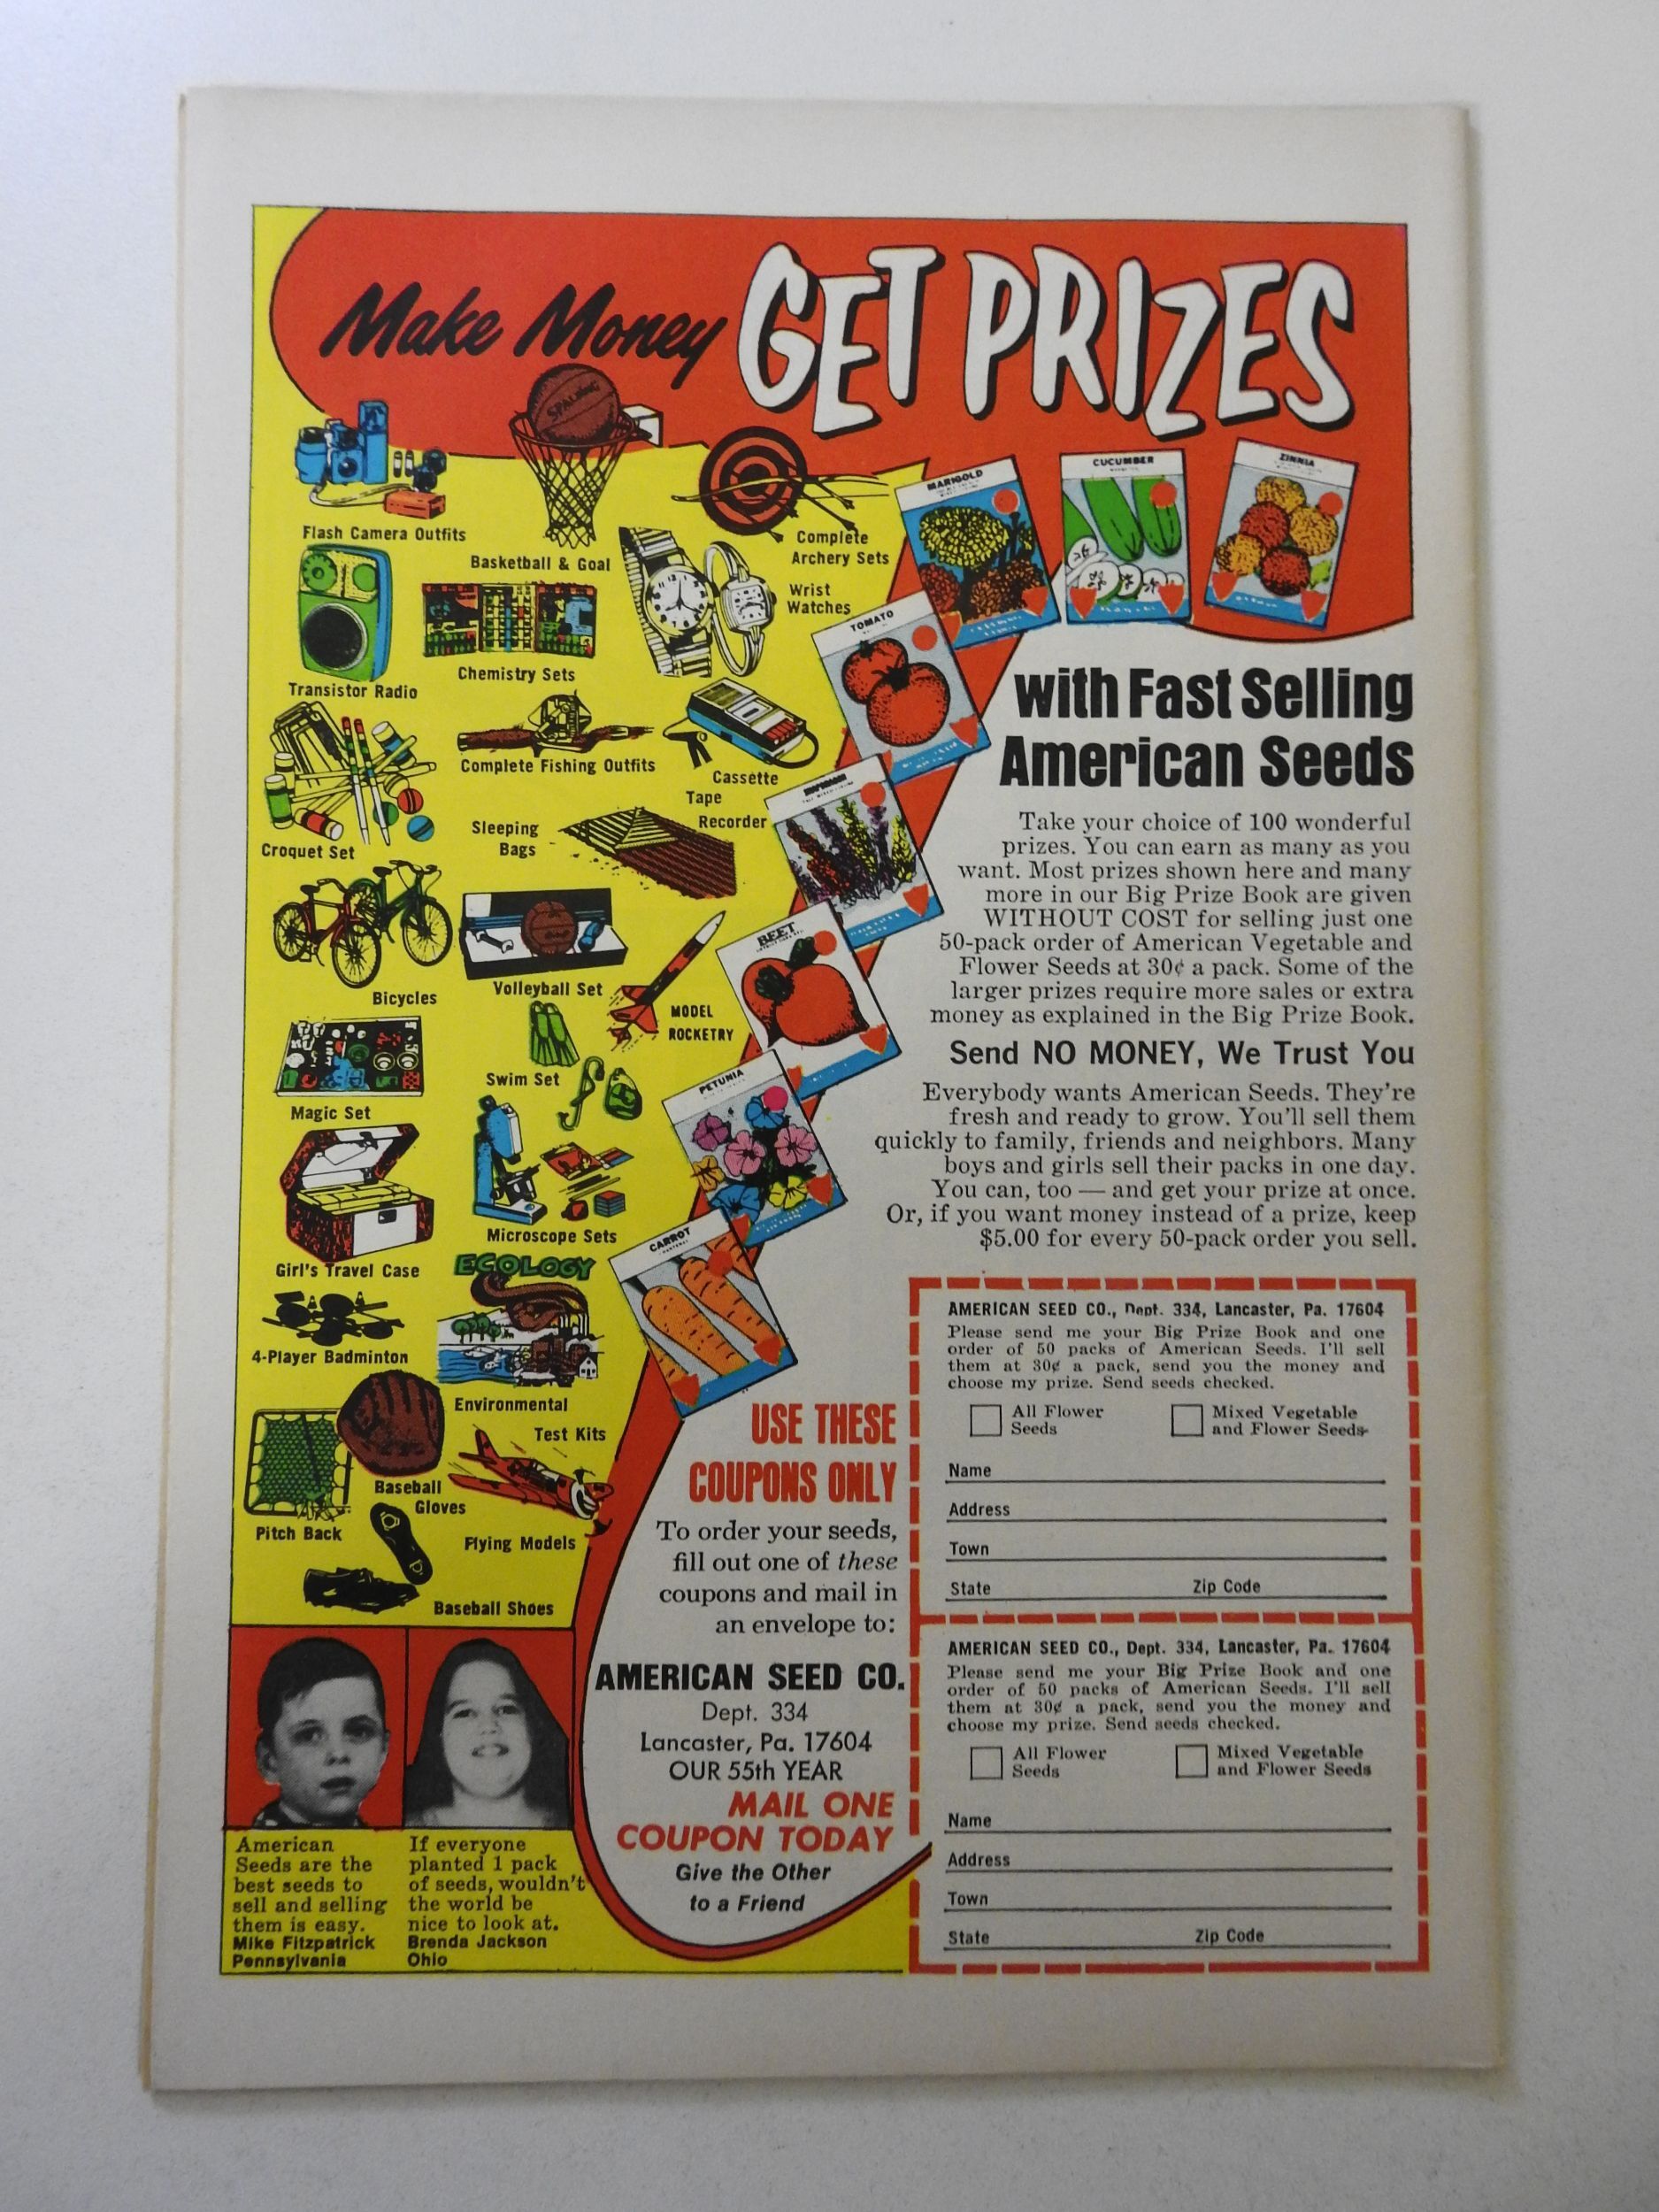 Make Money GET PRIZES
SPALDING
Flash Camera Outfits
Basketball & Goal
Complete
Archery Sets
Wrist
Watches
Transistor Radio
Chemistry Sets
Complete Fishing Outfits
Cassette
Tape
Recorder
Croquet Set
Sleeping
Bags
Bicycles
Volleyball Set
MODEL
ROCKETRY
Magic Set
Swim Set
Girl's Travel Case
Microscope Sets
ECOLOGY
4-Player Badminton
Environmental
Test Kits
Baseball
Gloves
Pitch Back
Flying Models
Baseball Shoes
MARIGOLD
CUCUMBER
ZINNIA
TOMATO
BEET
PETUNIA
CARROT
with Fast Selling
American Seeds
Take your choice of 100 wonderful
prizes. You can earn as many as you
want. Most prizes shown here and many
more in our Big Prize Book are given
WITHOUT COST for selling just one
50-pack order of American Vegetable and
Flower Seeds at 30¢ a pack. Some of the
larger prizes require more sales or extra
money as explained in the Big Prize Book.
Send NO MONEY, We Trust You
Everybody wants American Seeds. They're
fresh and ready to grow. You'll sell them
quickly to family, friends and neighbors. Many
boys and girls sell their packs in one day.
You can, too — and get your prize at once.
Or, if you want money instead of a prize, keep
$5.00 for every 50-pack order you sell.
USE THESE
COUPONS ONLY
To order your seeds,
fill out one of these
coupons and mail in
an envelope to:
AMERICAN SEED CO.
Dept. 334
Lancaster, Pa. 17604
OUR 55th YEAR
MAIL ONE
COUPON TODAY
Give the Other
to a Friend
AMERICAN SEED CO., Dept. 334, Lancaster, Pa. 17604
Please send me your Big Prize Book and one
order of 50 packs of American Seeds. I'll sell
them at 30¢ a pack, send you the money and
choose my prize. Send seeds checked.
All Flower
Seeds
Mixed Vegetable
and Flower Seeds
Name
Address
Town
State Zip Code
AMERICAN SEED CO., Dept. 334, Lancaster, Pa. 17604
Please send me your Big Prize Book and one
order of 50 packs of American Seeds. I'll sell
them at 30¢ a pack, send you the money and
choose my prize. Send seeds checked.
All Flower
Seeds
Mixed Vegetable
and Flower Seeds
Name
Address
Town
State Zip Code
American
Seeds are the
best seeds to
sell and selling
them is easy.
Mike Fitzpatrick
Pennsylvania
If everyone
planted 1 pack
of seeds, wouldn't
the world be
nice to look at.
Brenda Jackson
Ohio